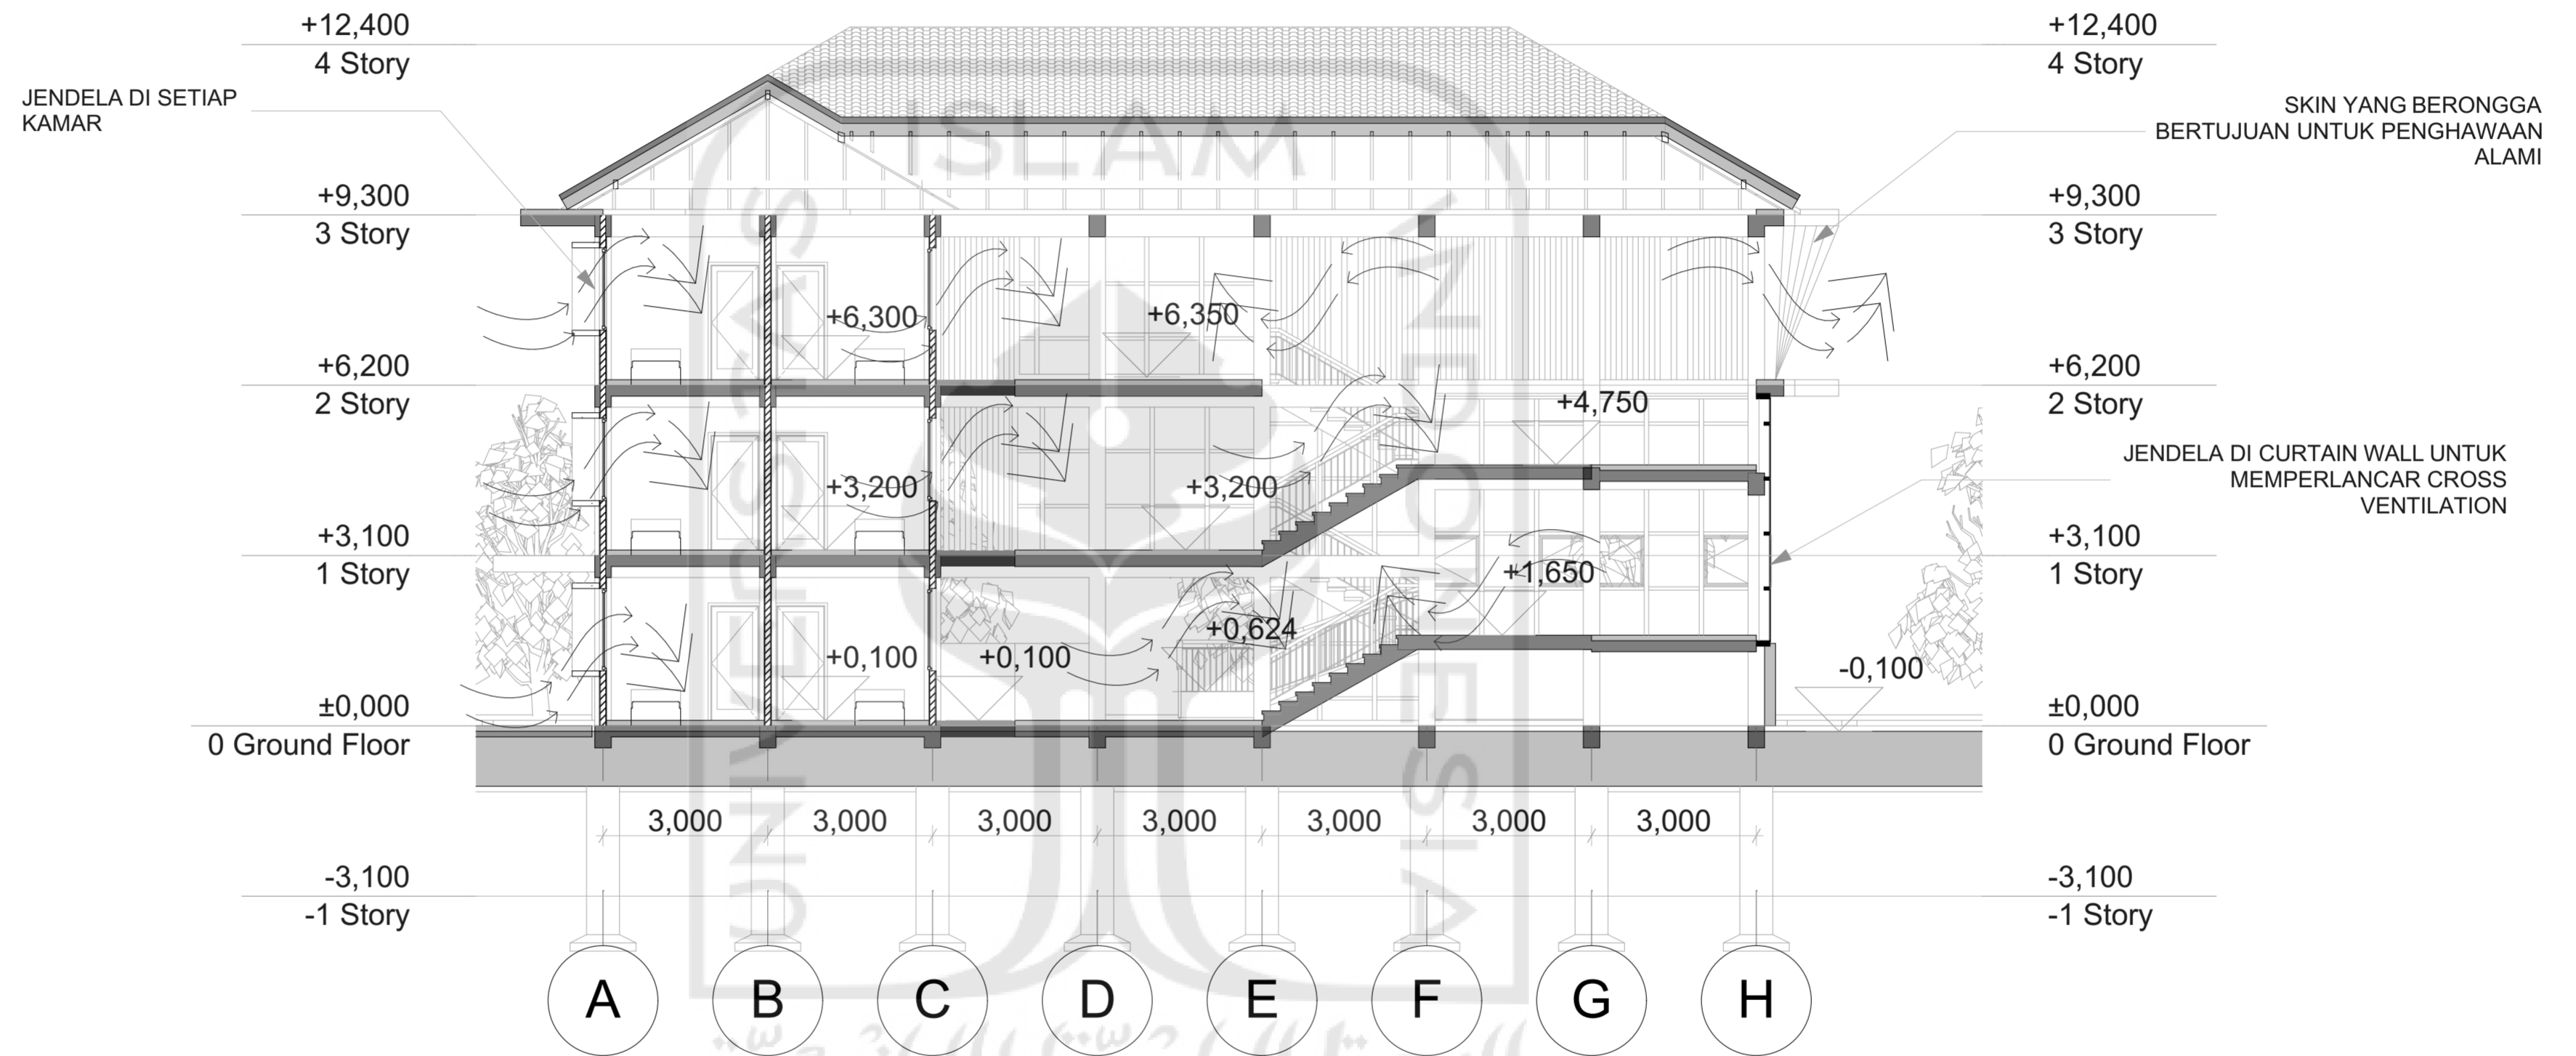 +12,400
4 Story
+12,400
4 Story
JENDELA DI SETIAP
KAMAR
SKIN YANG BERONGGA
BERTUJUAN UNTUK PENGHAWAAN
ALAMI
ISLAM
UNIVERSITAS
INDONESIA
+9,300
3 Story
+9,300
3 Story
+6,300
+6,350
+6,200
2 Story
+6,200
2 Story
+4,750
JENDELA DI CURTAIN WALL UNTUK
MEMPERLANCAR CROSS
VENTILATION
+3,200
+3,200
+3,100
1 Story
+3,100
1 Story
+1,650
+0,624
+0,100
+0,100
-0,100
±0,000
0 Ground Floor
±0,000
0 Ground Floor
3,000 3,000 3,000 3,000 3,000 3,000 3,000
-3,100
-1 Story
-3,100
-1 Story
A B C D E F G H